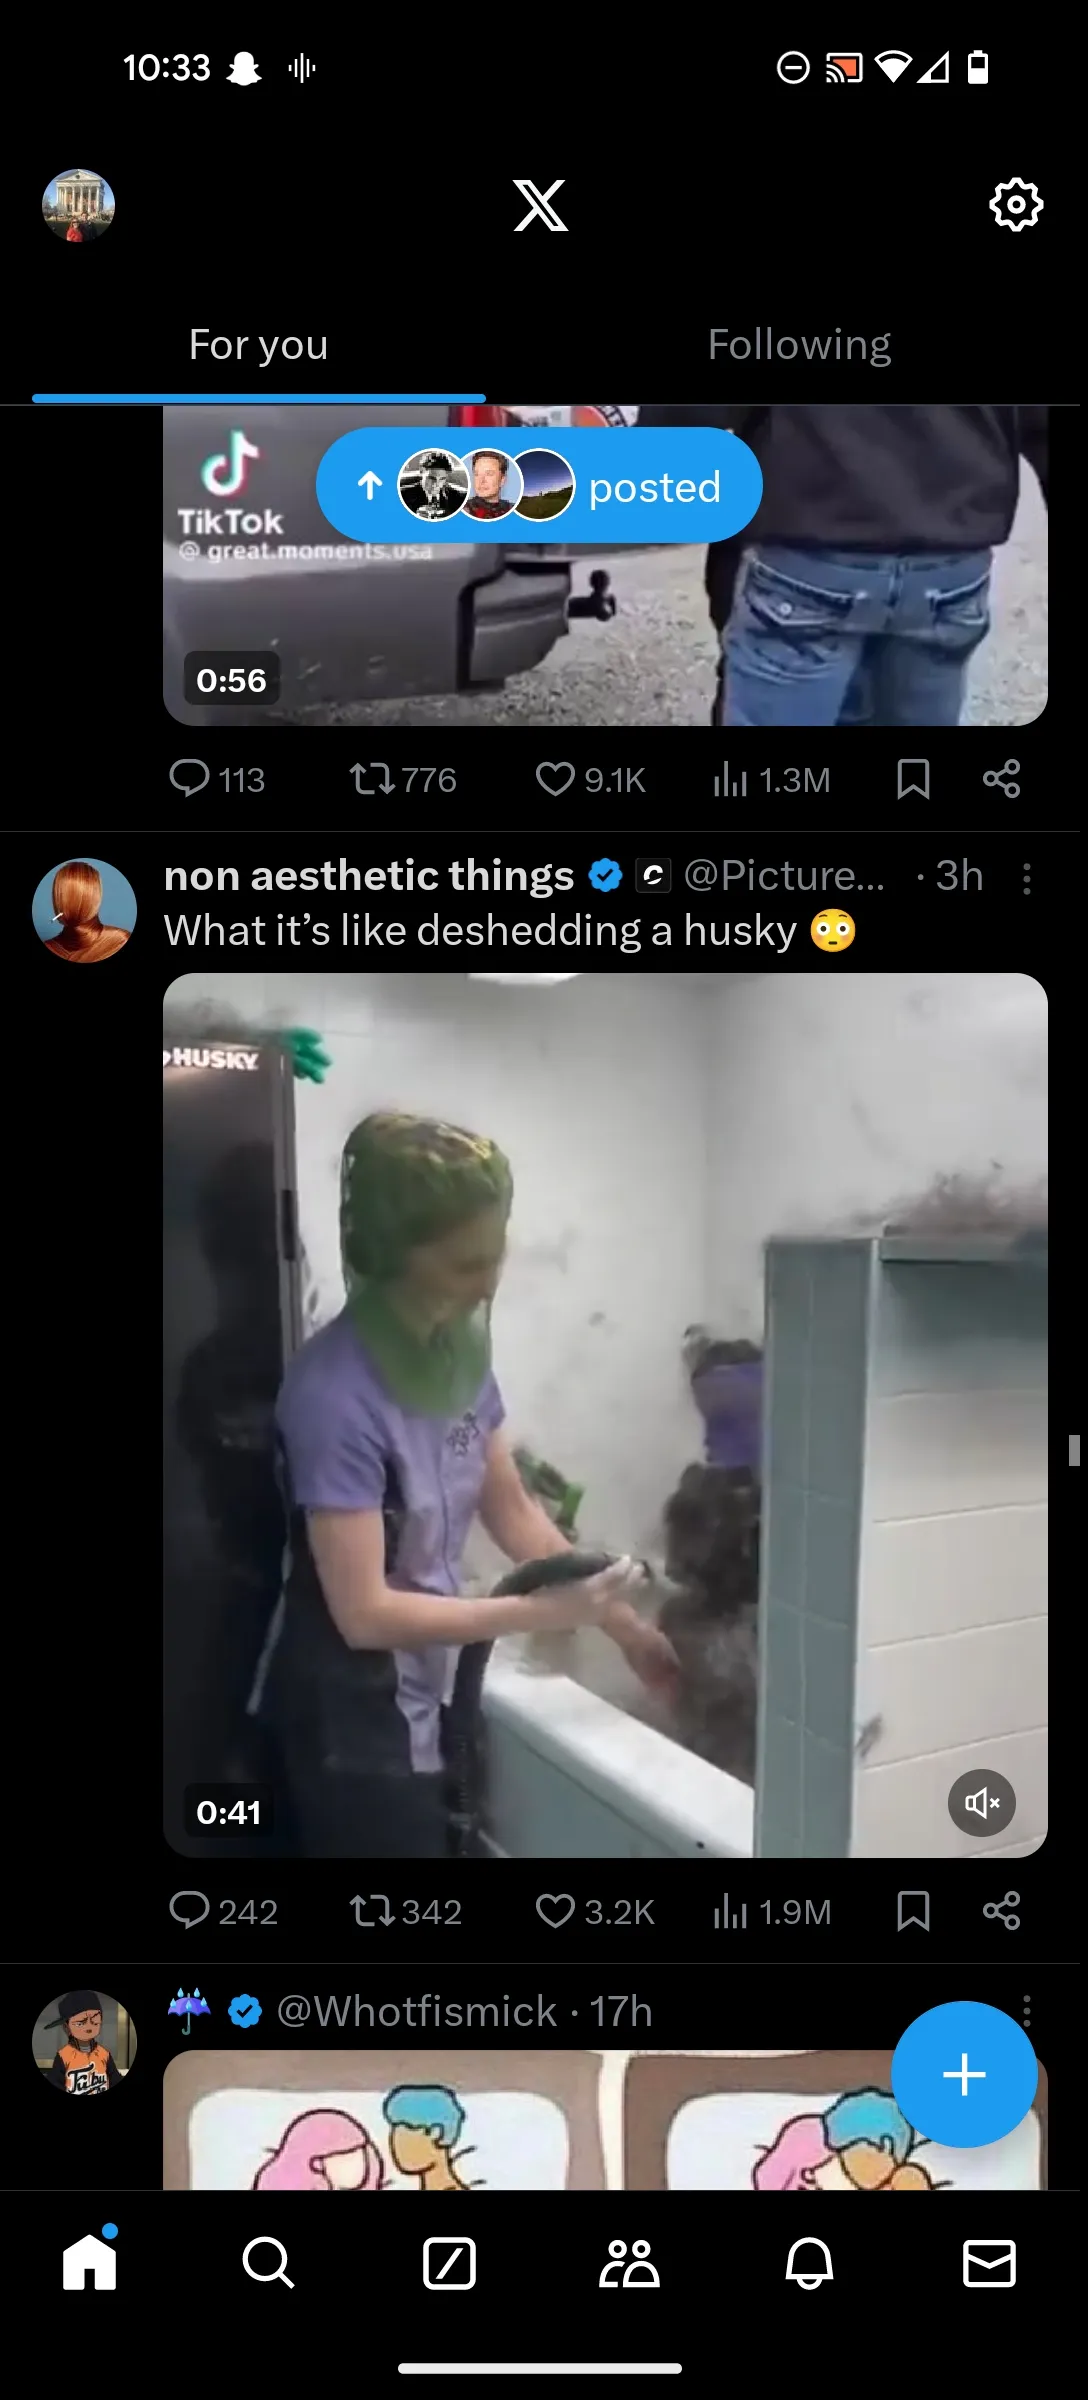 10:33
For you
Following
posted
TikTok
@ great.moments.usa
0:56
113 776 9.1K 1.3M
non aesthetic things @Picture... · 3h
What it’s like deshedding a husky 😳
HUSKY
0:41
242 342 3.2K 1.9M
☔ @Whotfismick · 17h